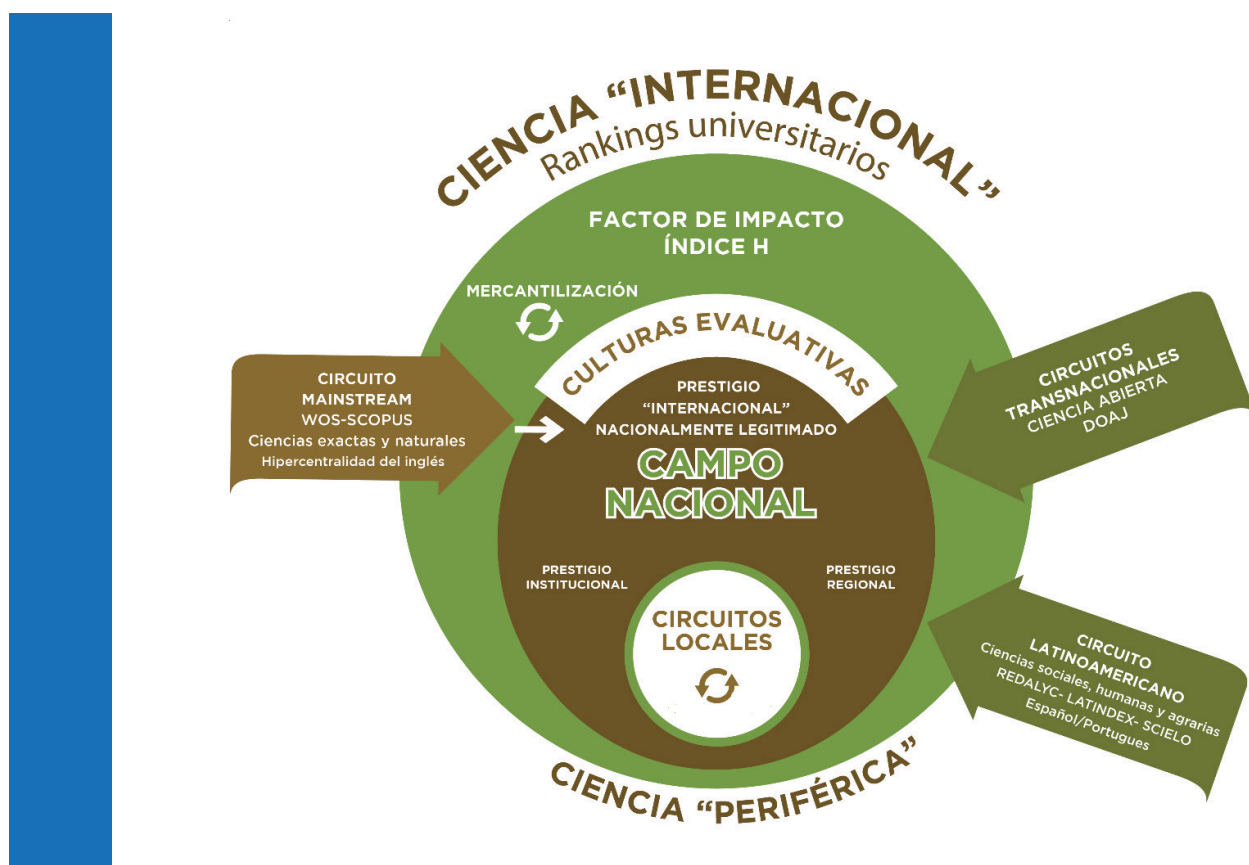 CIENCIA “INTERNACIONAL”
Rankings universitarios
FACTOR DE IMPACTO
ÍNDICE H
MERCANTILIZACIÓN
CULTURAS EVALUATIVAS
CIRCUITO
MAINSTREAM
WOS-SCOPUS
Ciencias exactas y naturales
Hipercentralidad del inglés
PRESTIGIO
“INTERNACIONAL”
NACIONALMENTE LEGITIMADO
CAMPO
NACIONAL
CIRCUITOS
TRANSNACIONALES
CIENCIA ABIERTA
DOAJ
PRESTIGIO
INSTITUCIONAL
PRESTIGIO
REGIONAL
CIRCUITOS
LOCALES
CIRCUITO
LATINOAMERICANO
Ciencias sociales, humanas y agrarias
REDALYC- LATINDEX- SCIELO
Español/Portugues
CIENCIA “PERIFÉRICA”